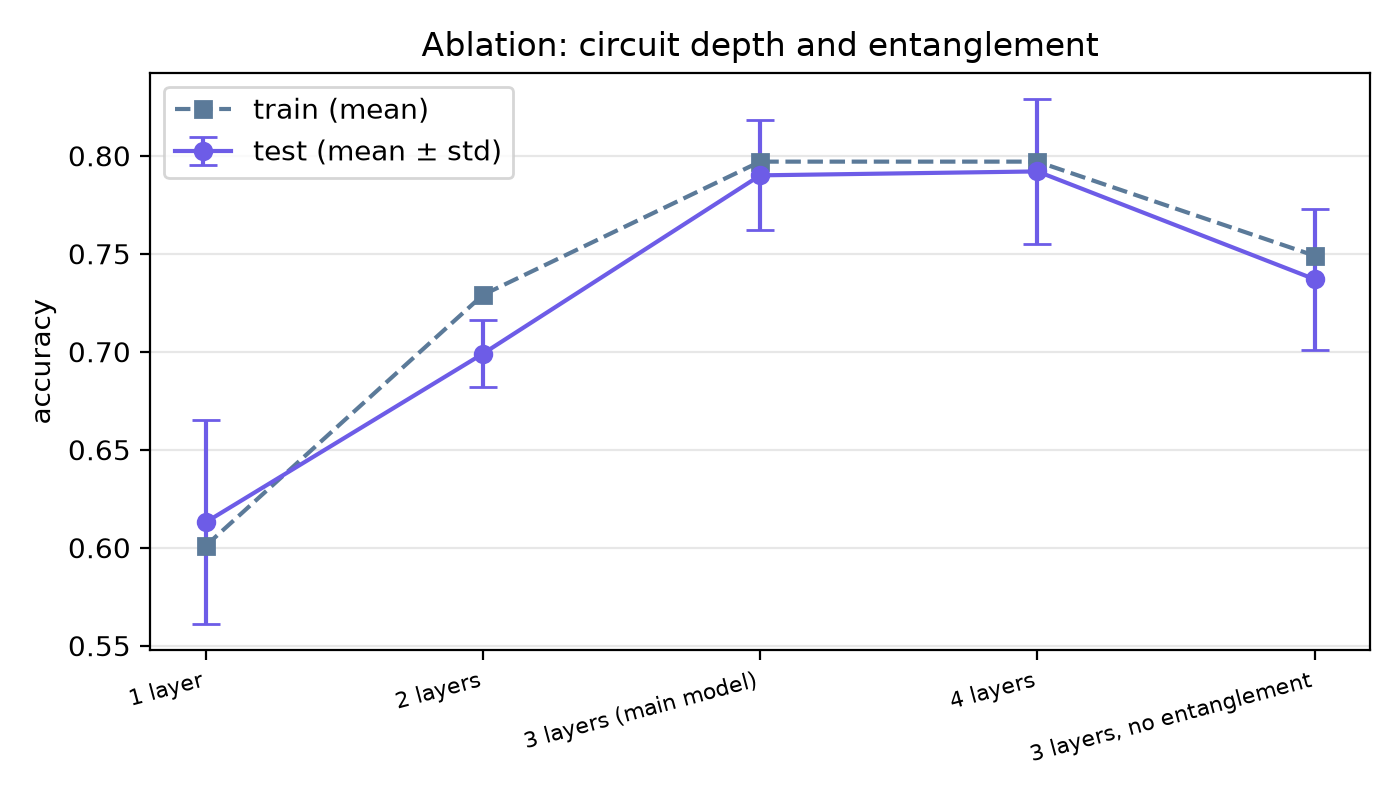 Ablation: circuit depth and entanglement
train (mean)
test (mean ± std)
0.80
0.75
0.70
0.65
0.60
0.55
accuracy
1 layer
2 layers
3 layers (main model)
4 layers
3 layers, no entanglement